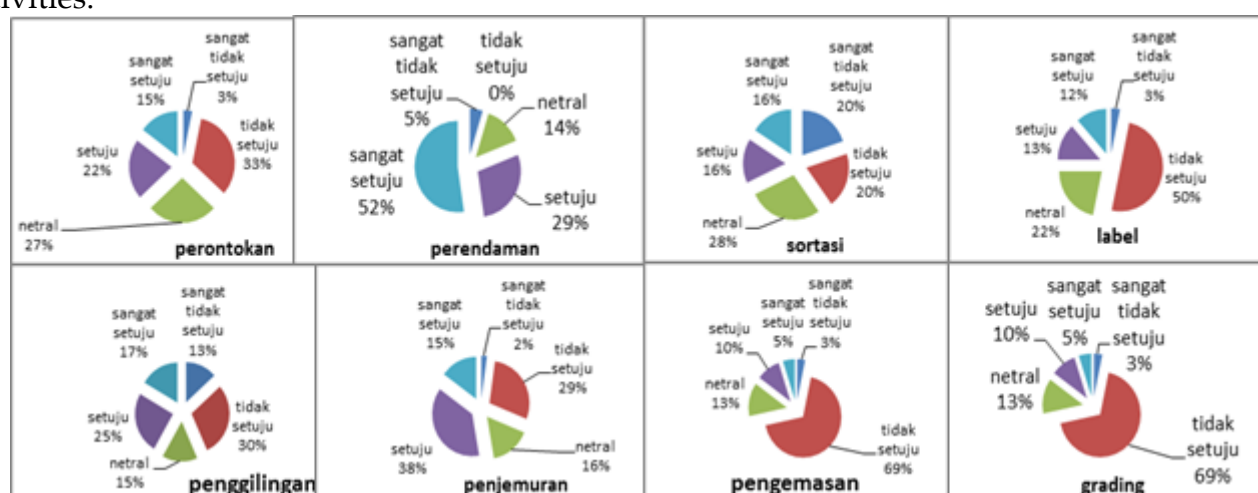 ivities.
sangat
tidak
setuju
3%
sangat
setuju
15%
tidak
setuju
33%
setuju
22%
netral
27%
perontokan
sangat
tidak
setuju
5%
tidak
setuju
0%
netral
14%
sangat
setuju
52%
setuju
29%
perendaman
sangat
setuju
16%
sangat
tidak
setuju
20%
setuju
16%
tidak
setuju
20%
netral
28%
sortasi
sangat
setuju
12%
sangat
tidak
setuju
3%
setuju
13%
tidak
setuju
50%
netral
22%
label
sangat
setuju
17%
sangat
tidak
setuju
13%
setuju
25%
tidak
setuju
30%
netral
15%
penggilingan
sangat
setuju
15%
sangat
tidak
setuju
2%
tidak
setuju
29%
setuju
38%
netral
16%
penjemuran
sangat
setuju
5%
sangat
tidak
setuju
3%
setuju
10%
netral
13%
tidak
setuju
69%
pengemasan
sangat
setuju
5%
sangat
tidak
setuju
3%
setuju
10%
netral
13%
tidak
setuju
69%
grading